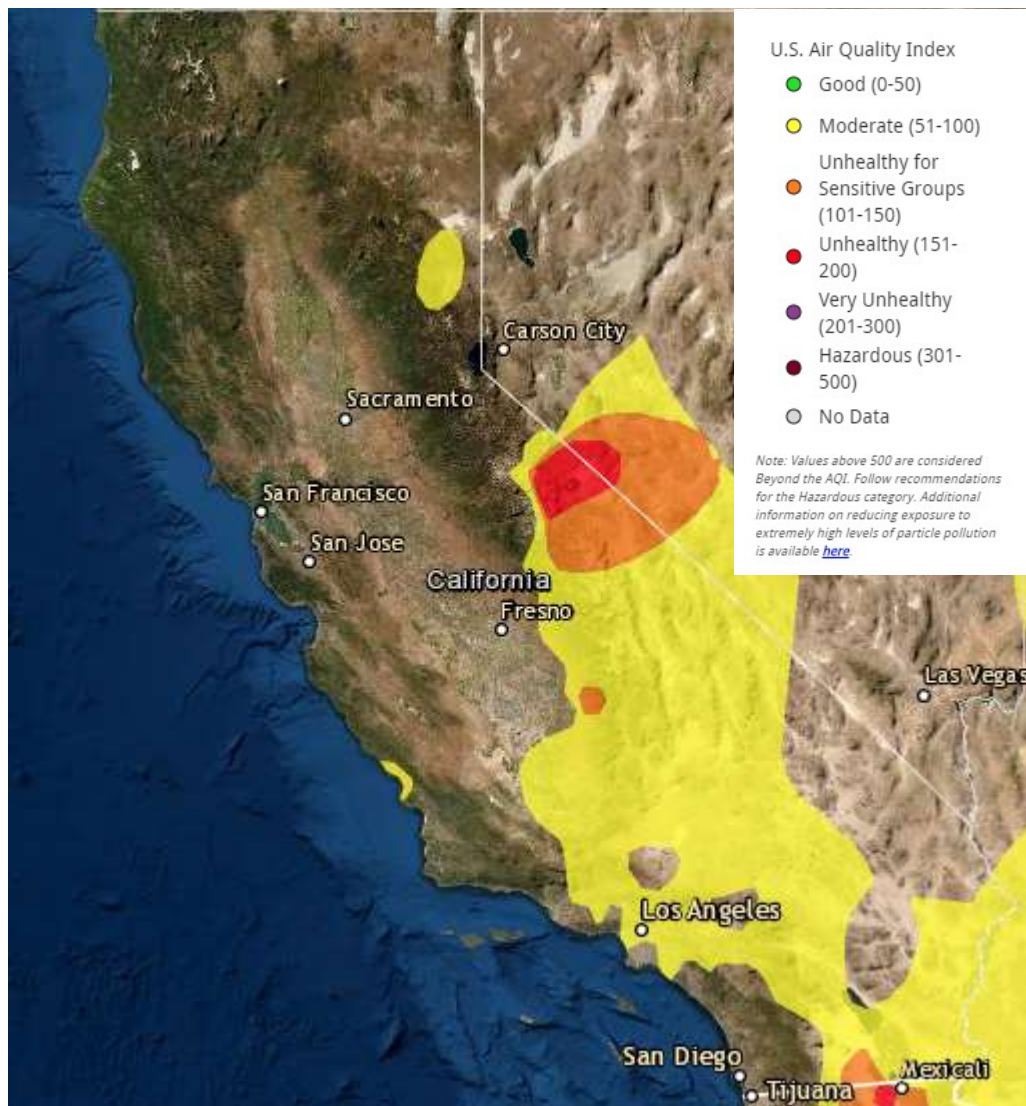 U.S. Air Quality Index
Good (0-50)
Moderate (51-100)
Unhealthy for
Sensitive Groups
(101-150)
Unhealthy (151-
200)
Very Unhealthy
(201-300)
Hazardous (301-
500)
No Data
Note: Values above 500 are considered
Beyond the AQI. Follow recommendations
for the Hazardous category. Additional
information on reducing exposure to
extremely high levels of particle pollution
is available here.
Carson City
Sacramento
San Francisco
San Jose
California
Fresno
Las Vegas
Los Angeles
San Diego
Mexicali
Tijuana